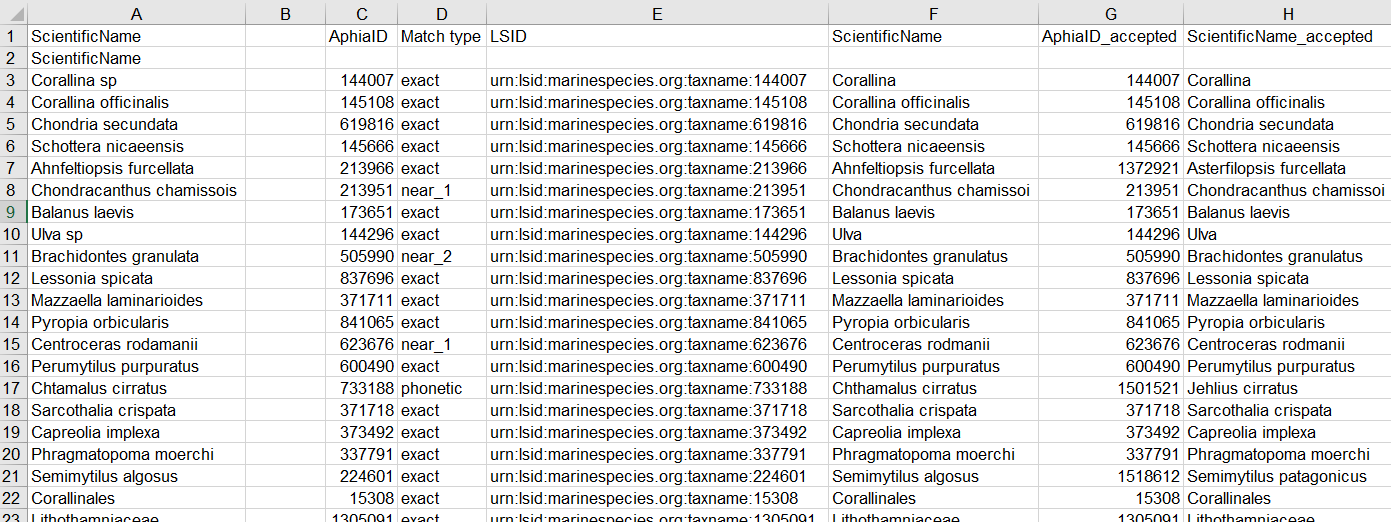 A B C D E F G H
1 ScientificName AphiaID Match type LSID ScientificName AphiaID_accepted ScientificName_accepted
2 ScientificName
3 Corallina sp 144007 exact urn:lsid:marinespecies.org:taxname:144007 Corallina 144007 Corallina
4 Corallina officinalis 145108 exact urn:lsid:marinespecies.org:taxname:145108 Corallina officinalis 145108 Corallina officinalis
5 Chondria secundata 619816 exact urn:lsid:marinespecies.org:taxname:619816 Chondria secundata 619816 Chondria secundata
6 Schottera nicaeensis 145666 exact urn:lsid:marinespecies.org:taxname:145666 Schottera nicaeensis 145666 Schottera nicaeensis
7 Ahnfeltiopsis furcellata 213966 exact urn:lsid:marinespecies.org:taxname:213966 Ahnfeltiopsis furcellata 1372921 Asterfilopsis furcellata
8 Chondracanthus chamissois 213951 near_1 urn:lsid:marinespecies.org:taxname:213951 Chondracanthus chamissoi 213951 Chondracanthus chamissoi
9 Balanus laevis 173651 exact urn:lsid:marinespecies.org:taxname:173651 Balanus laevis 173651 Balanus laevis
10 Ulva sp 144296 exact urn:lsid:marinespecies.org:taxname:144296 Ulva 144296 Ulva
11 Brachidontes granulata 505990 near_2 urn:lsid:marinespecies.org:taxname:505990 Brachidontes granulatus 505990 Brachidontes granulatus
12 Lessonia spicata 837696 exact urn:lsid:marinespecies.org:taxname:837696 Lessonia spicata 837696 Lessonia spicata
13 Mazzaella laminarioides 371711 exact urn:lsid:marinespecies.org:taxname:371711 Mazzaella laminarioides 371711 Mazzaella laminarioides
14 Pyropia orbicularis 841065 exact urn:lsid:marinespecies.org:taxname:841065 Pyropia orbicularis 841065 Pyropia orbicularis
15 Centroceras rodamanii 623676 near_1 urn:lsid:marinespecies.org:taxname:623676 Centroceras rodmanii 623676 Centroceras rodmanii
16 Perumytilus purpuratus 600490 exact urn:lsid:marinespecies.org:taxname:600490 Perumytilus purpuratus 600490 Perumytilus purpuratus
17 Chtamalus cirratus 733188 phonetic urn:lsid:marinespecies.org:taxname:733188 Chthamalus cirratus 1501521 Jehlius cirratus
18 Sarcothalia crispata 371718 exact urn:lsid:marinespecies.org:taxname:371718 Sarcothalia crispata 371718 Sarcothalia crispata
19 Capreolia implexa 373492 exact urn:lsid:marinespecies.org:taxname:373492 Capreolia implexa 373492 Capreolia implexa
20 Phragmatopoma moerchi 337791 exact urn:lsid:marinespecies.org:taxname:337791 Phragmatopoma moerchi 337791 Phragmatopoma moerchi
21 Semimytilus algosus 224601 exact urn:lsid:marinespecies.org:taxname:224601 Semimytilus algosus 1518612 Semimytilus patagonicus
22 Corallinales 15308 exact urn:lsid:marinespecies.org:taxname:15308 Corallinales 15308 Corallinales
23 Lithothamniaceae 1305091 exact urn:lsid:marinespecies.org:taxname:1305091 Lithothamniaceae 1305091 Lithothamniaceae